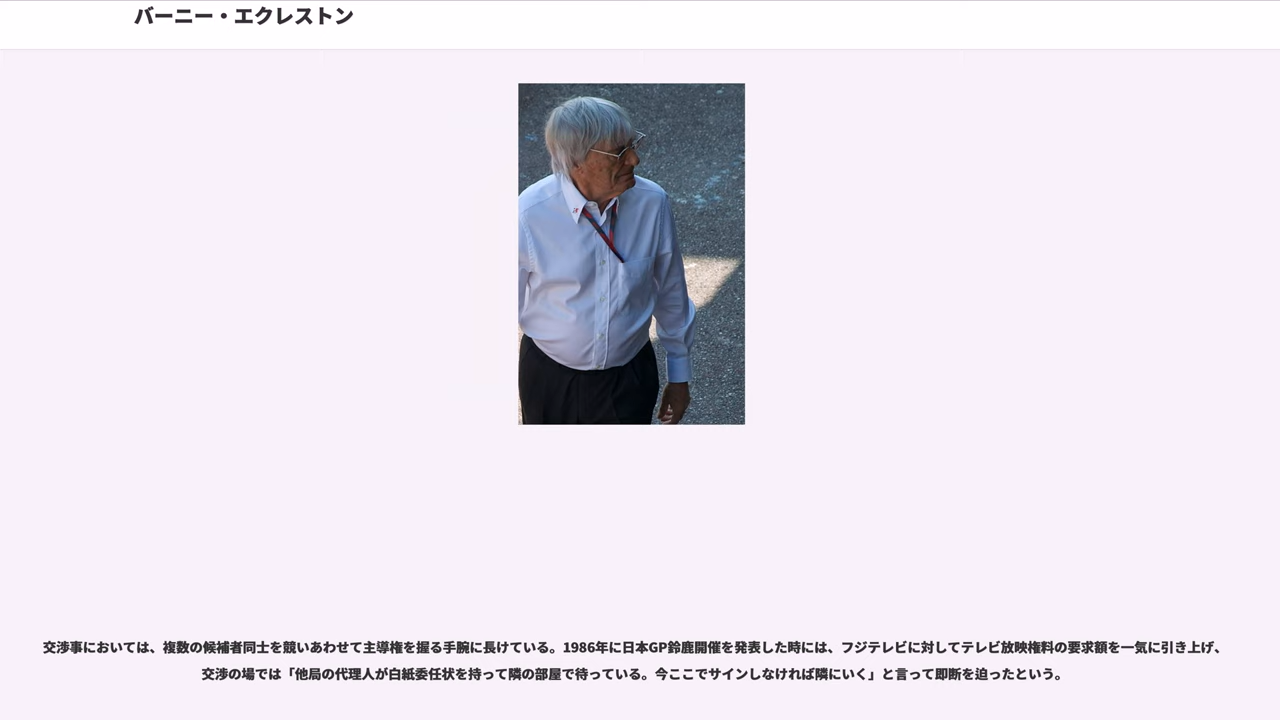 バーニー・エクレストン
交渉事においては、複数の候補者同士を競いあわせて主導権を握る手腕に長けている。1986年に日本GP鈴鹿開催を発表した時には、フジテレビに対してテレビ放映権料の要求額を一気に引き上げ、
交渉の場では「他局の代理人が白紙委任状を持って隣の部屋で待っている。今ここでサインしなければ隣にいく」と言って即断を迫ったという。